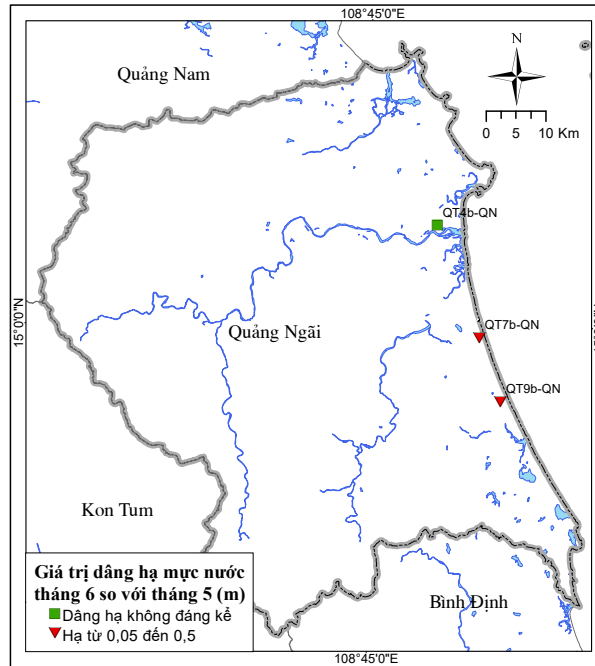 108°45'0"E
Quảng Nam
N
0 5 10 Km
QT4b-QN
15°0'0"N
Quảng Ngãi
QT7b-QN
QT9b-QN
Kon Tum
Giá trị dâng hạ mực nước
tháng 6 so với tháng 5 (m)
Dâng hạ không đáng kể
Hạ từ 0,05 đến 0,5
Bình Định
108°45'0"E